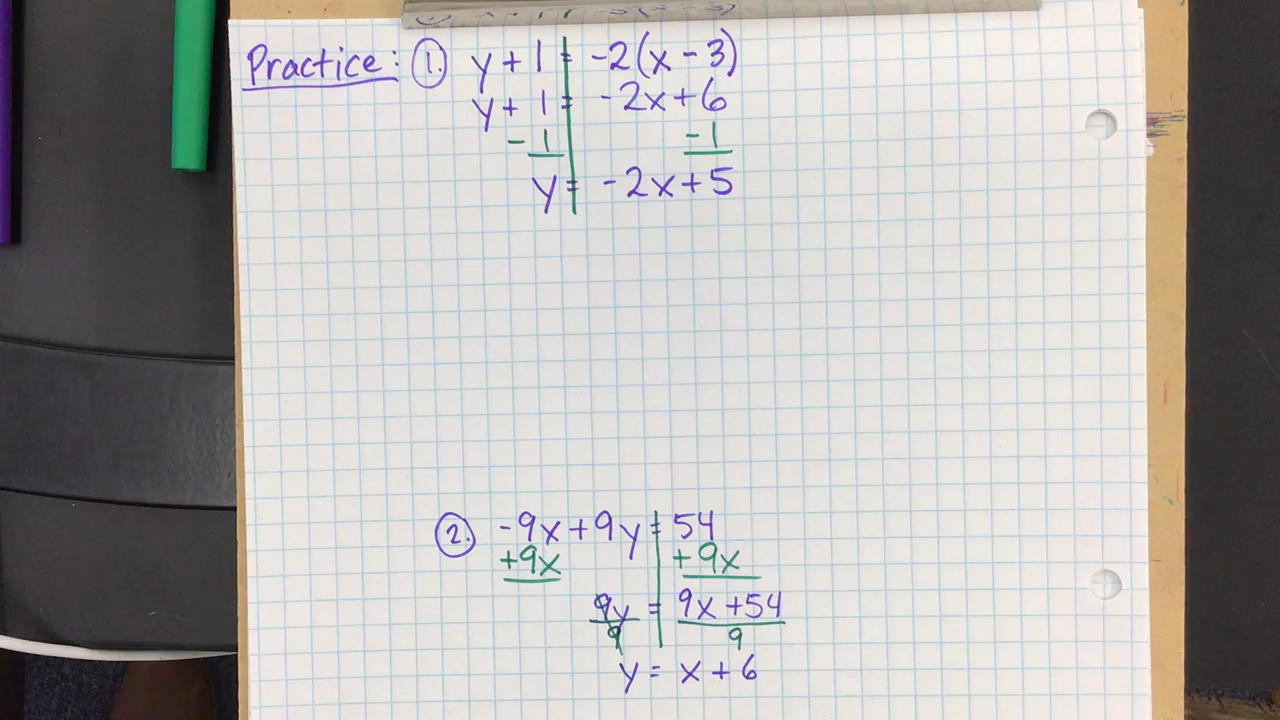 Practice: 1. y + 1 = -2(x - 3)
y + 1 = -2x + 6
- 1 - 1
y = -2x + 5
2. -9x + 9y = 54
+9x +9x
9y = 9x + 54
9 9
y = x + 6